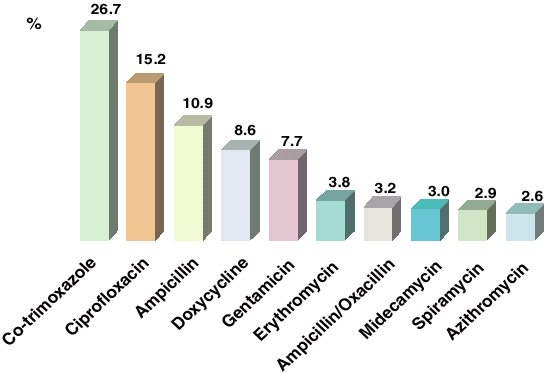 %
26.7
15.2
10.9
8.6
7.7
3.8
3.2
3.0
2.9
2.6
Co-trimoxazole
Ciprofloxacin
Ampicillin
Doxycycline
Gentamicin
Erythromycin
Ampicillin/Oxacillin
Midecamycin
Spiramycin
Azithromycin